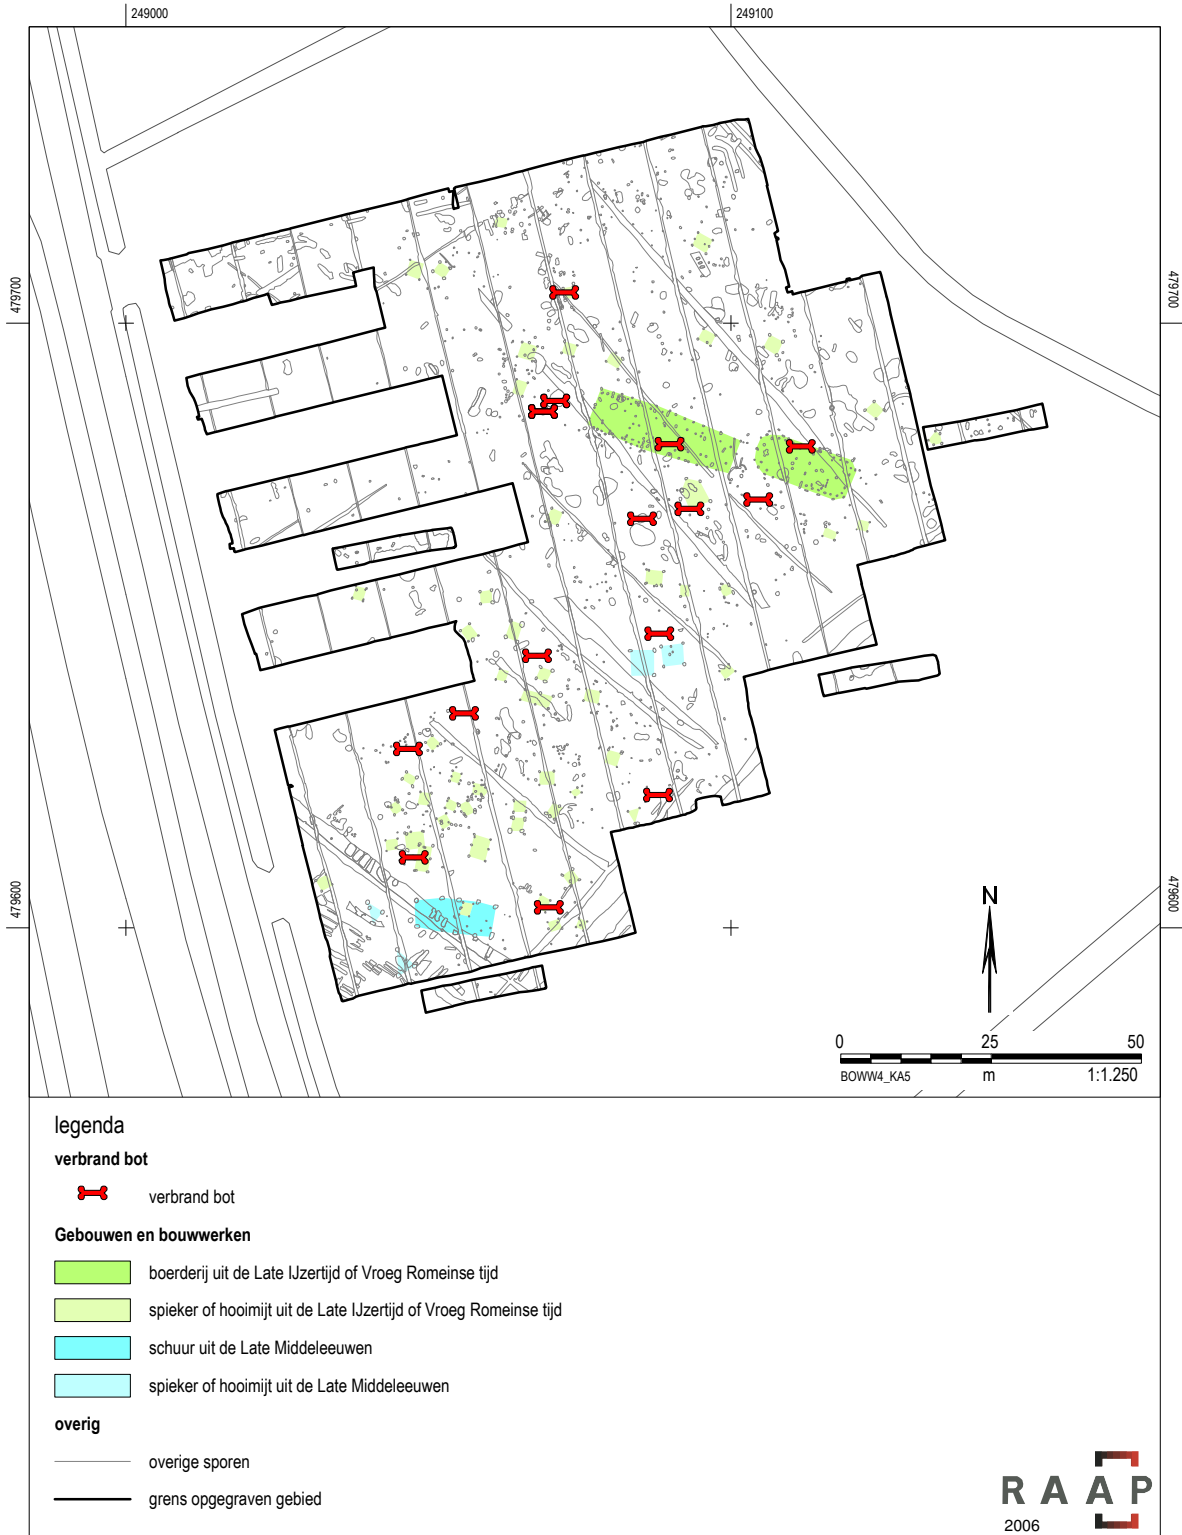 249000
249100
479700
479700
479600
479600
N
0 25 50
BOWW4_KA5 m 1:1.250
legenda
verbrand bot
verbrand bot
Gebouwen en bouwwerken
boerderij uit de Late IJzertijd of Vroeg Romeinse tijd
spieker of hooimijt uit de Late IJzertijd of Vroeg Romeinse tijd
schuur uit de Late Middeleeuwen
spieker of hooimijt uit de Late Middeleeuwen
overig
overige sporen
grens opgegraven gebied
RAAP
2006